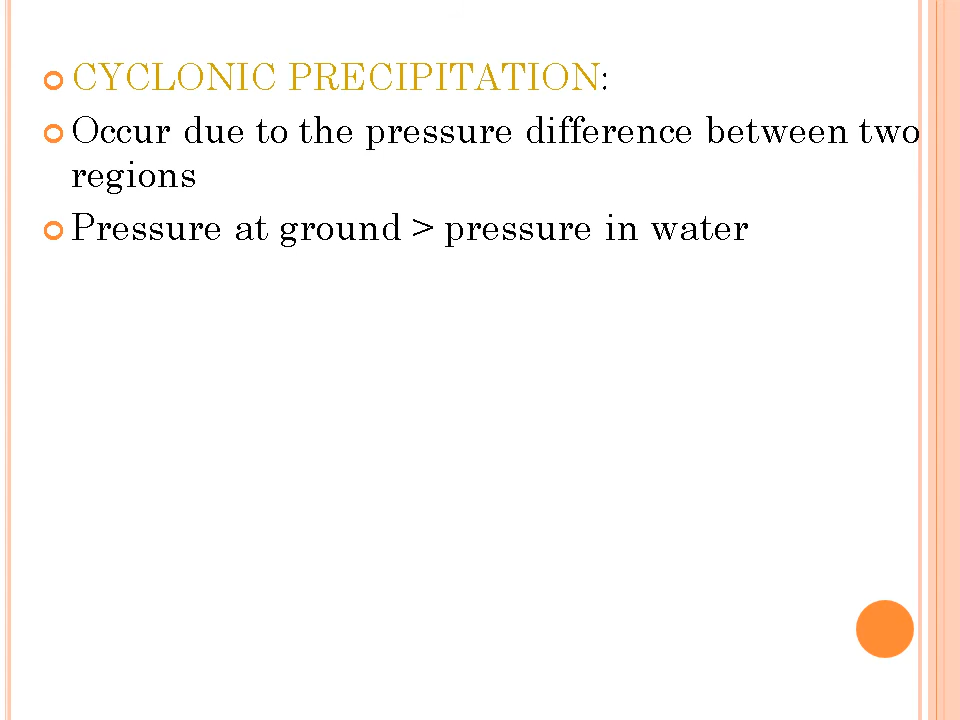 CYCLONIC PRECIPITATION:
Occur due to the pressure difference between two
regions
Pressure at ground > pressure in water